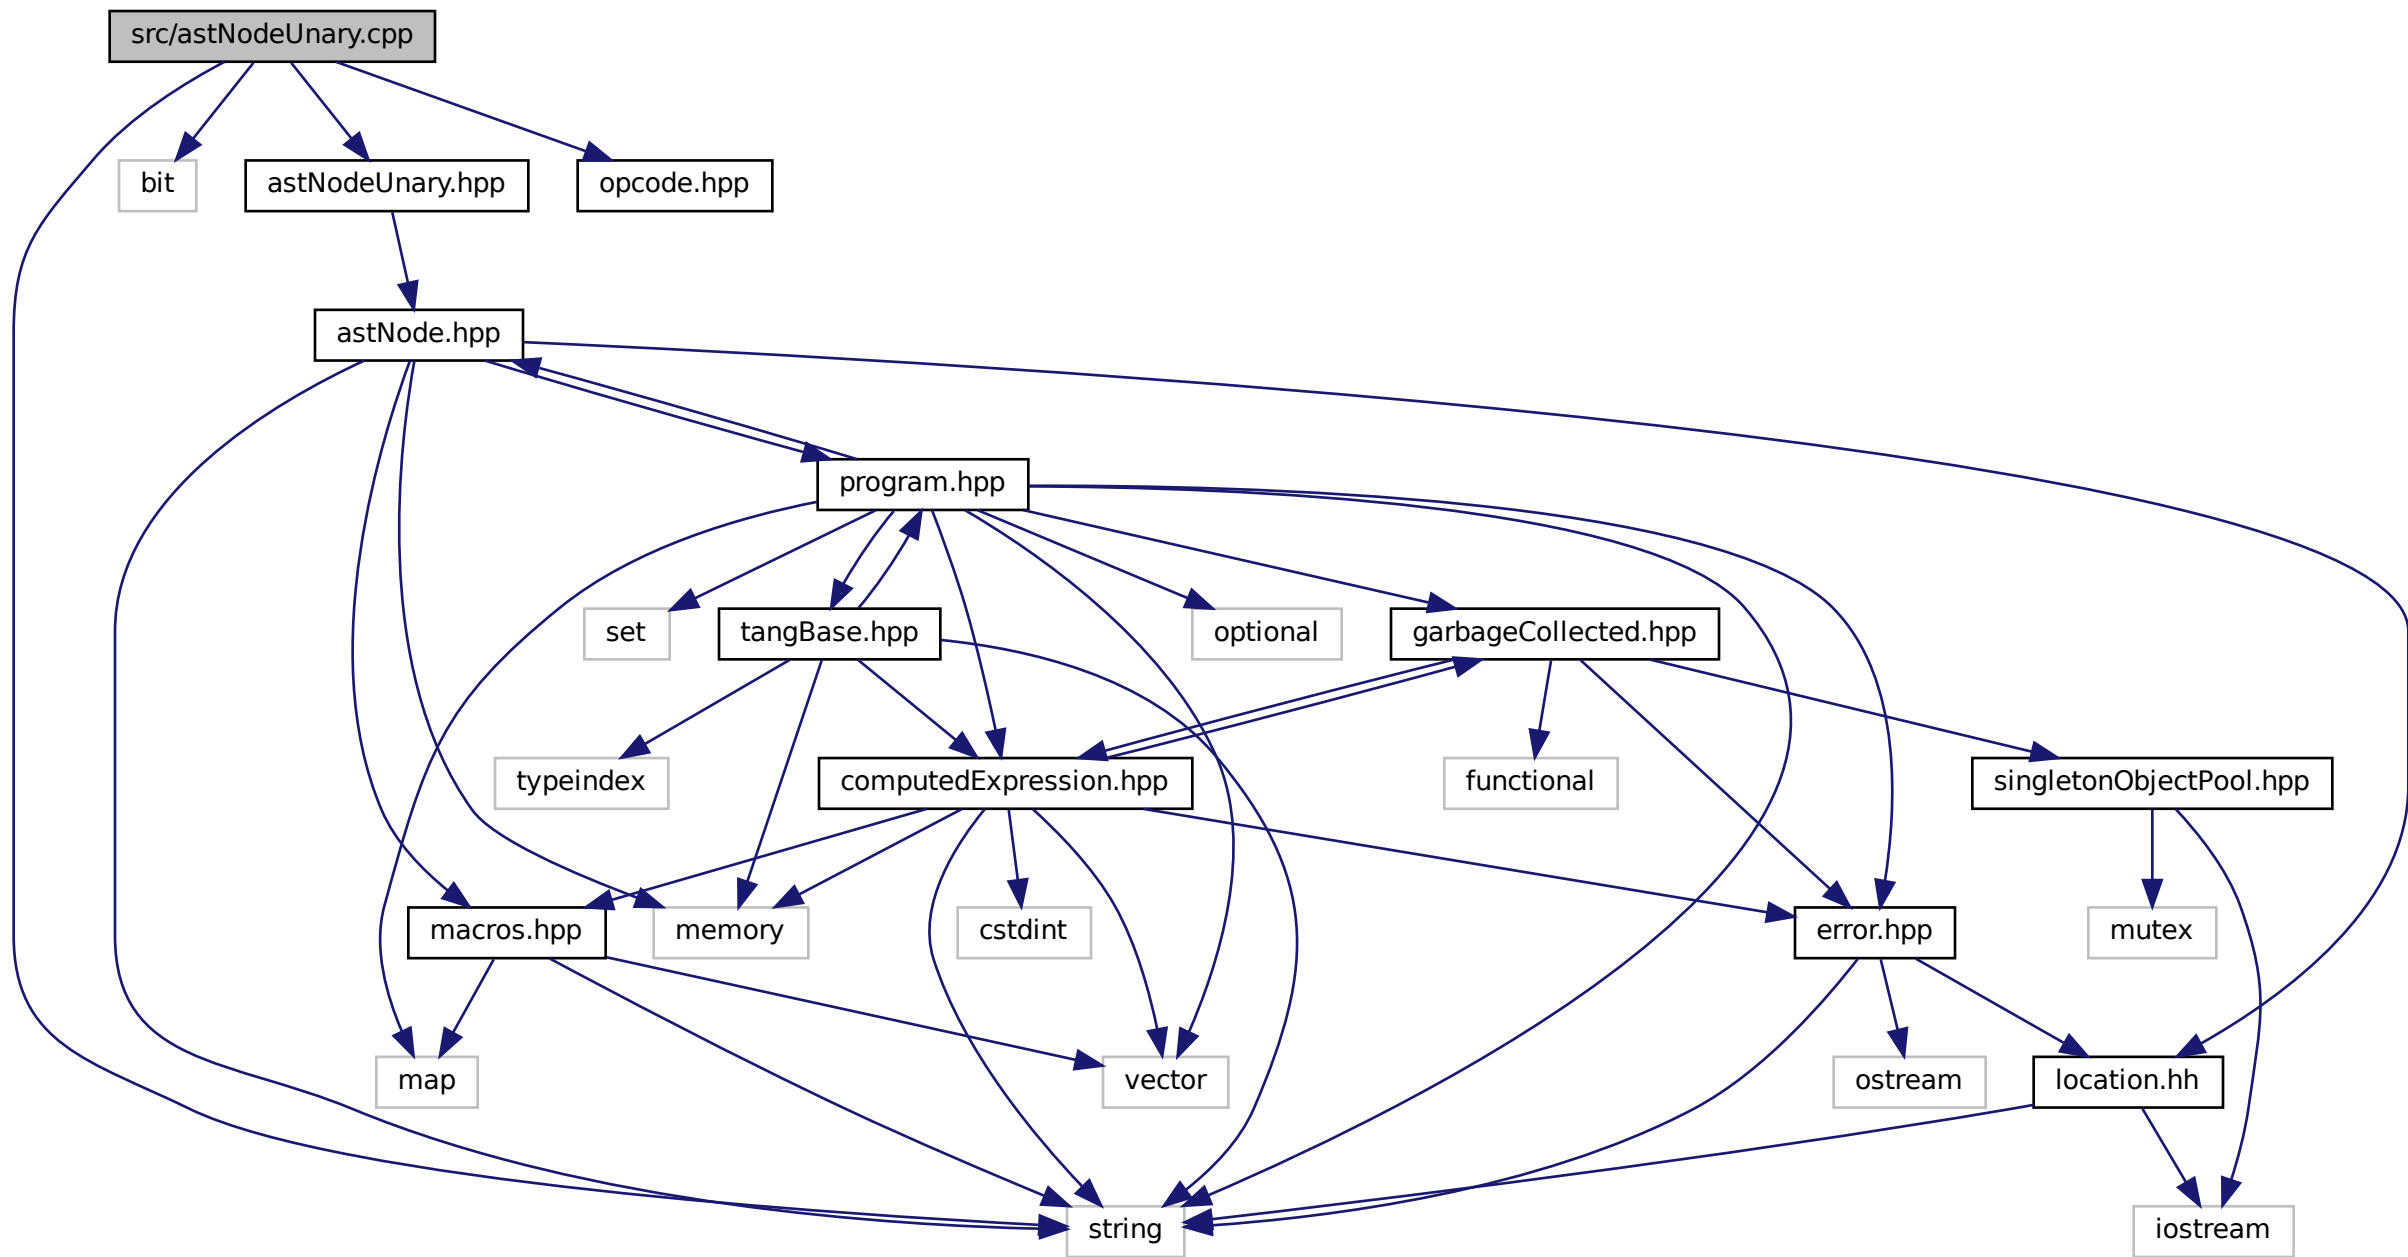 src/astNodeUnary.cpp
bit
astNodeUnary.hpp
opcode.hpp
astNode.hpp
program.hpp
set
tangBase.hpp
optional
garbageCollected.hpp
typeindex
computedExpression.hpp
functional
singletonObjectPool.hpp
macros.hpp
memory
cstdint
error.hpp
mutex
map
vector
ostream
location.hh
string
iostream